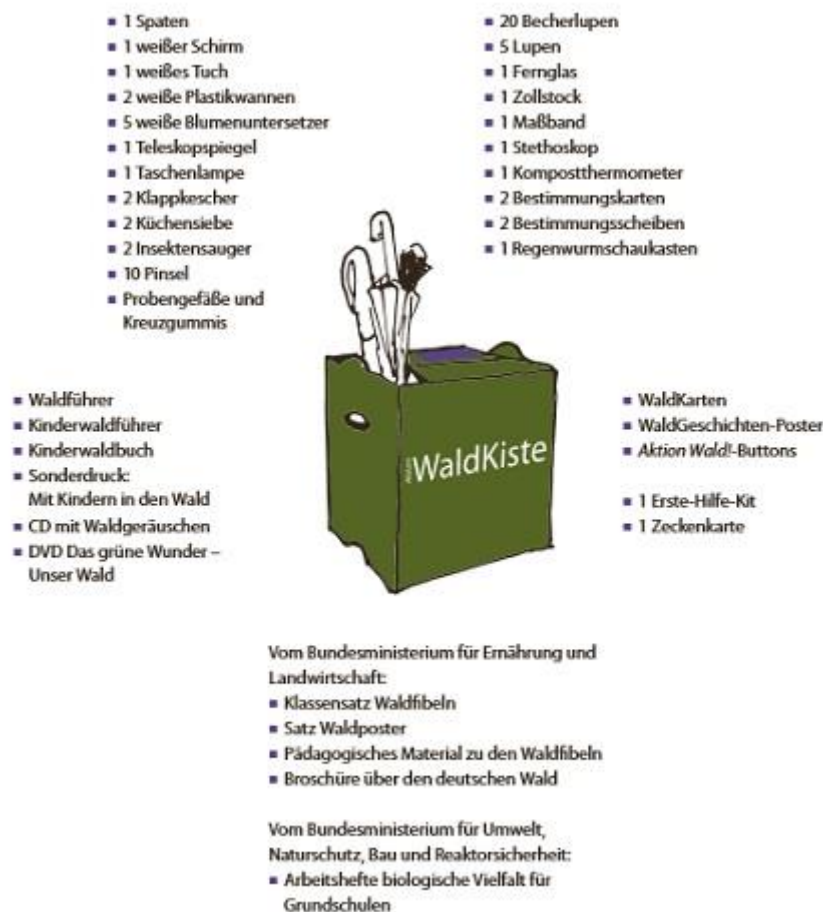 ■ 1 Spaten
■ 1 weißer Schirm
■ 1 weißes Tuch
■ 2 weiße Plastikwannen
■ 5 weiße Blumenuntersetzer
■ 1 Teleskopspiegel
■ 1 Taschenlampe
■ 2 Klappkescher
■ 2 Küchensiebe
■ 2 Insektensauger
■ 10 Pinsel
■ Probengefäße und
Kreuzgummis
■ 20 Becherlupen
■ 5 Lupen
■ 1 Fernglas
■ 1 Zollstock
■ 1 Maßband
■ 1 Stethoskop
■ 1 Kompostthermometer
■ 2 Bestimmungskarten
■ 2 Bestimmungsscheiben
■ 1 Regenwurmschaukasten
■ Waldführer
■ Kinderwaldführer
■ Kinderwaldbuch
■ Sonderdruck:
Mit Kindern in den Wald
■ CD mit Waldgeräuschen
■ DVD Das grüne Wunder –
Unser Wald
WaldKiste
■ WaldKarten
■ WaldGeschichten-Poster
■ Aktion Wald!-Buttons
■ 1 Erste-Hilfe-Kit
■ 1 Zeckenkarte
Vom Bundesministerium für Ernährung und
Landwirtschaft:
■ Klassensatz Waldfibeln
■ Satz Waldposter
■ Pädagogisches Material zu den Waldfibeln
■ Broschüre über den deutschen Wald
Vom Bundesministerium für Umwelt,
Naturschutz, Bau und Reaktorsicherheit:
■ Arbeitshefte biologische Vielfalt für
Grundschulen